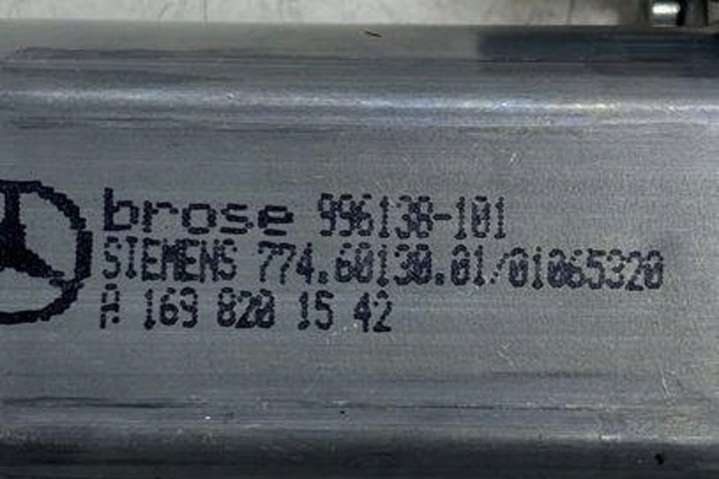 brose 996138-101
SIEMENS 774.60130.01/01065320
A 169 820 15 42